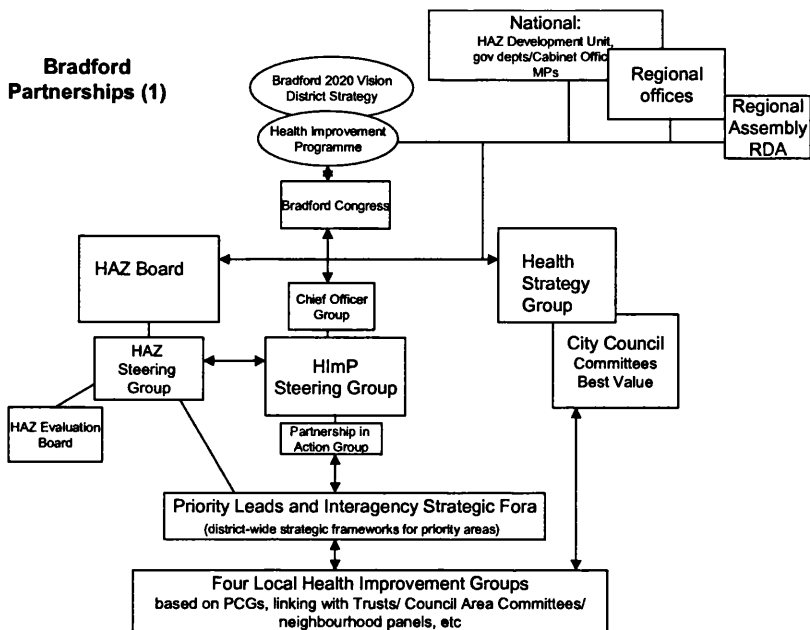 Bradford
Partnerships (1)
National:
HAZ Development Unit,
gov depts/Cabinet Offic
MPs
Regional
offices
Regional
Assembly
RDA
Bradford 2020 Vision
District Strategy
Health Improvement
Programme
Bradford Congress
HAZ Board
Health
Strategy
Group
Chief Officer
Group
HAZ
Steering
Group
HImP
Steering Group
City Council
Committees
Best Value
HAZ Evaluation
Board
Partnership in
Action Group
Priority Leads and Interagency Strategic Fora
(district-wide strategic frameworks for priority areas)
Four Local Health Improvement Groups
based on PCGs, linking with Trusts/ Council Area Committees/
neighbourhood panels, etc